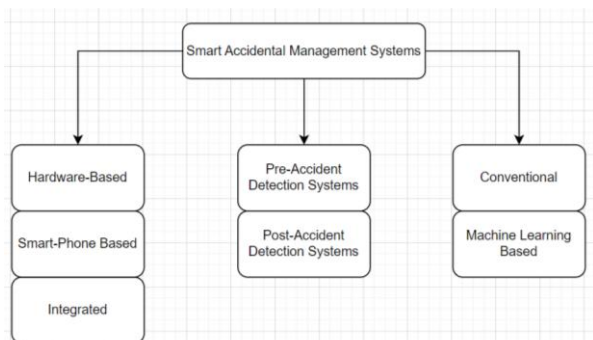 Smart Accidental Management Systems
Hardware-Based
Smart-Phone Based
Integrated
Pre-Accident
Detection Systems
Post-Accident
Detection Systems
Conventional
Machine Learning
Based